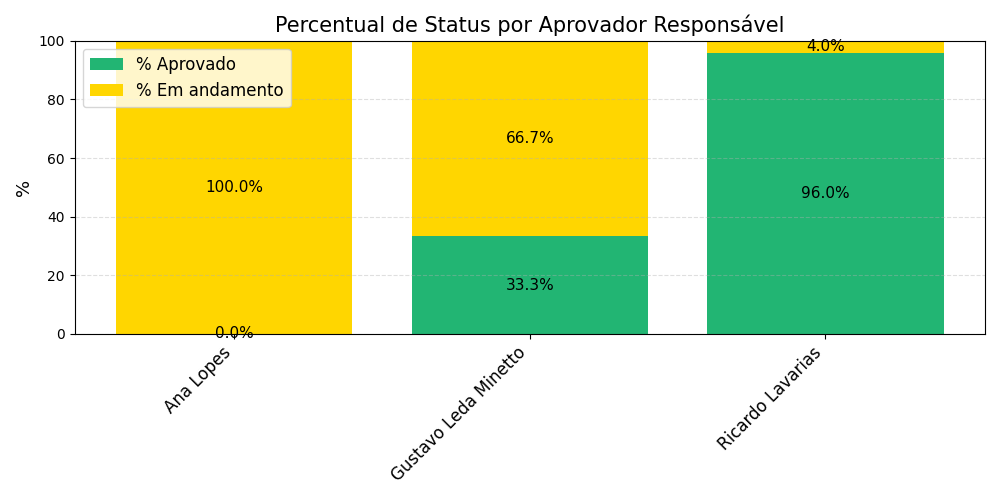 Percentual de Status por Aprovador Responsável
% Aprovado
% Em andamento
%
100
80
60
40
20
0
100.0%
0.0%
66.7%
33.3%
4.0%
96.0%
Ana Lopes
Gustavo Leda Minetto
Ricardo Lavarias